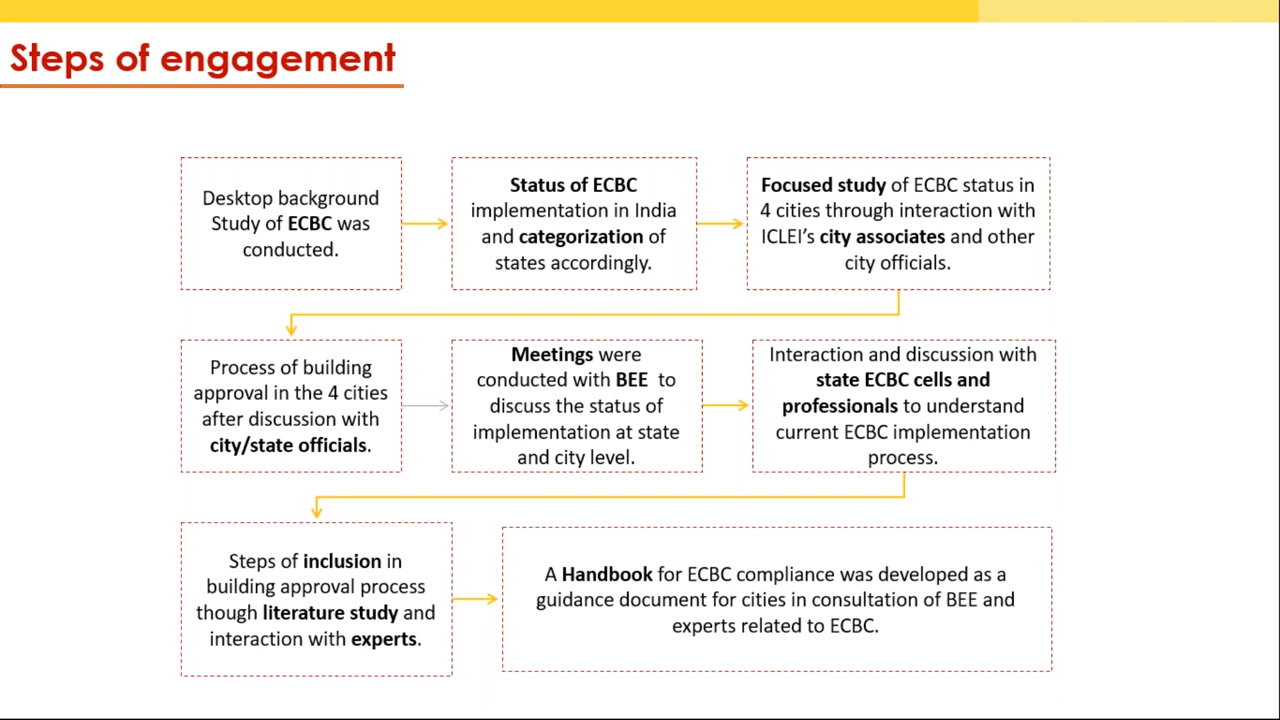 Steps of engagement
Desktop background
Study of ECBC was
conducted.
Status of ECBC
implementation in India
and categorization of
states accordingly.
Focused study of ECBC status in
4 cities through interaction with
ICLEI’s city associates and other
city officials.
Process of building
approval in the 4 cities
after discussion with
city/state officials.
Meetings were
conducted with BEE to
discuss the status of
implementation at state
and city level.
Interaction and discussion with
state ECBC cells and
professionals to understand
current ECBC implementation
process.
Steps of inclusion in
building approval process
though literature study and
interaction with experts.
A Handbook for ECBC compliance was developed as a
guidance document for cities in consultation of BEE and
experts related to ECBC.